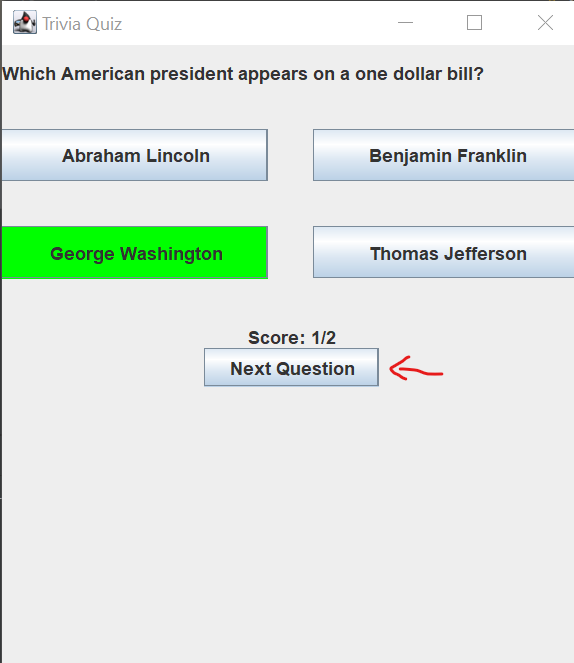 Trivia Quiz
Which American president appears on a one dollar bill?
Abraham Lincoln
Benjamin Franklin
George Washington
Thomas Jefferson
Score: 1/2
Next Question